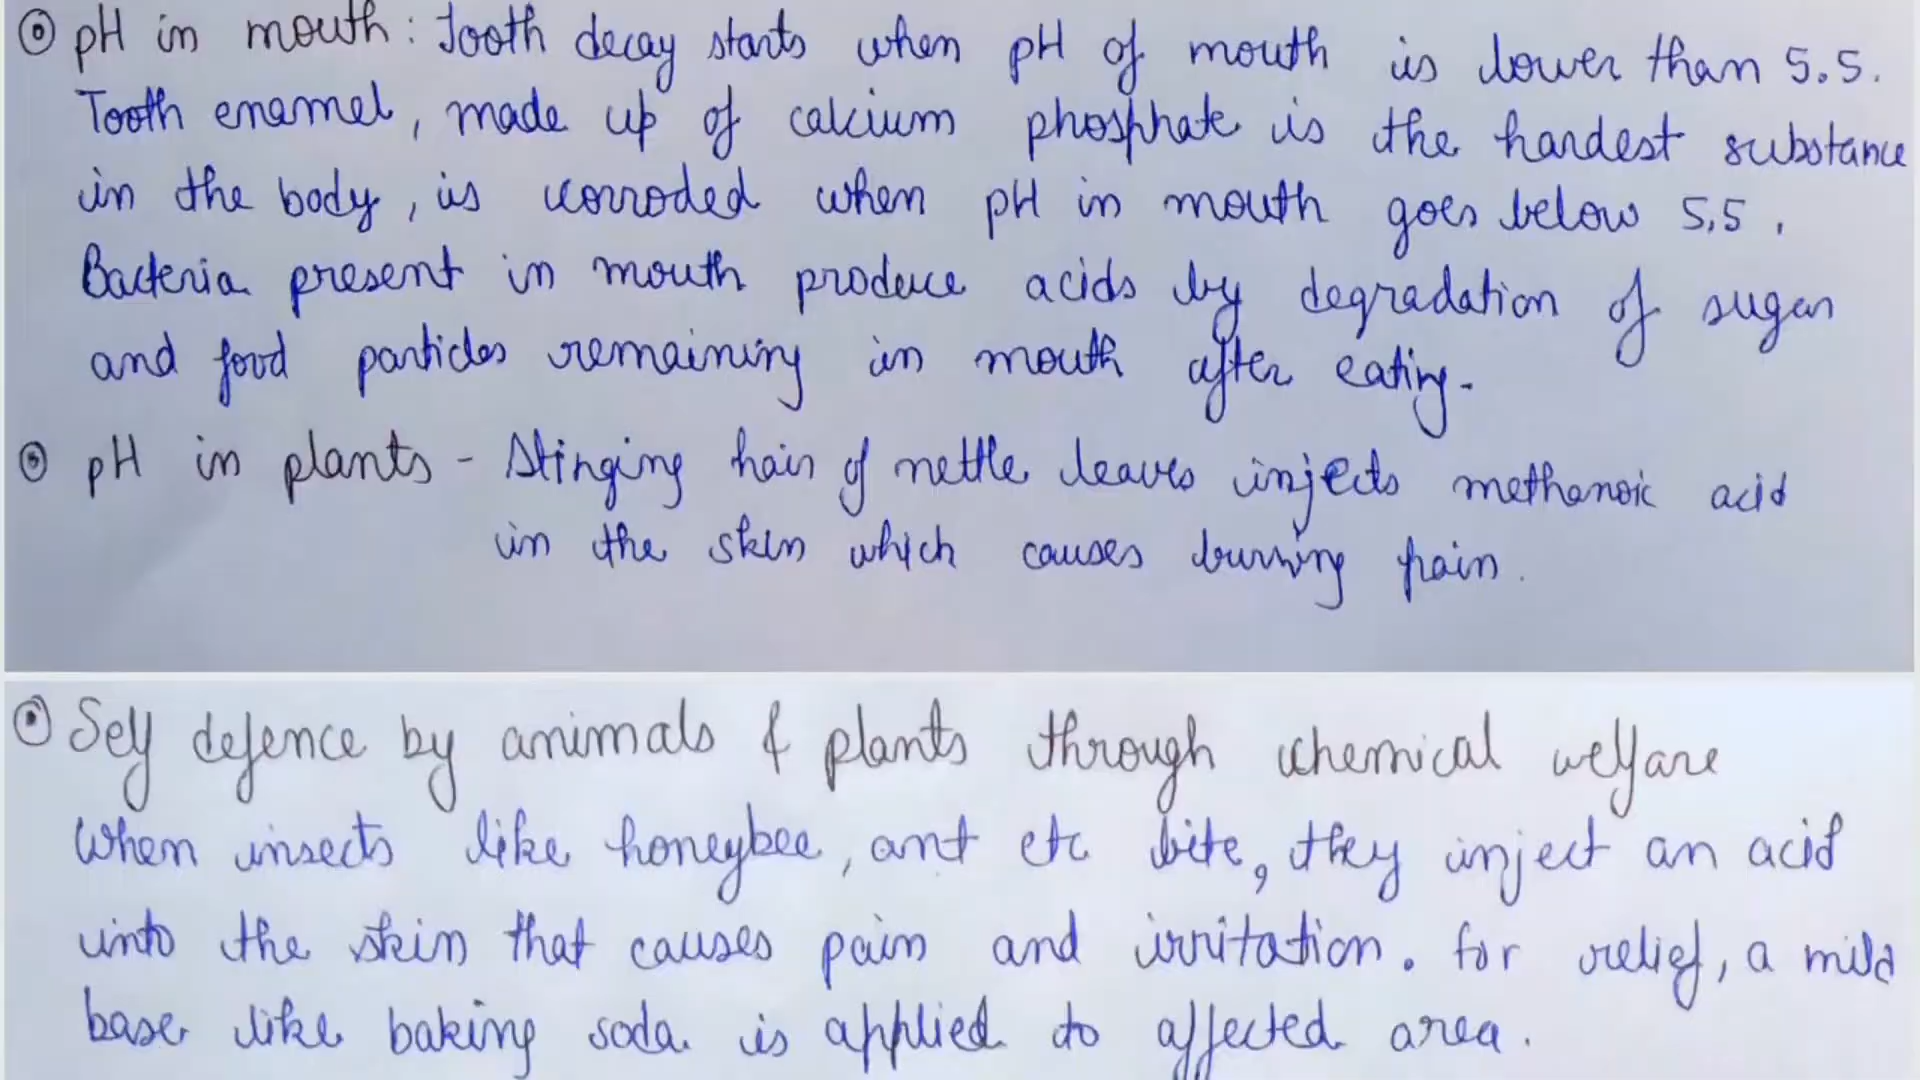 pH in mouth: Tooth decay starts when pH of mouth is lower than 5.5.
Tooth enamel, made up of calcium phosphate is the hardest substance
in the body, is corroded when pH in mouth goes below 5.5.
Bacteria present in mouth produce acids by degradation of sugar
and food particles remaining in mouth after eating.
pH in plants - Stinging hair of nettle leaves injects methanoic acid
in the skin which causes burning pain.
Self defence by animals & plants through chemical welfare
When insects like honeybee, ant etc bite, they inject an acid
into the skin that causes pain and irritation. for relief, a mild
base like baking soda is applied to affected area.